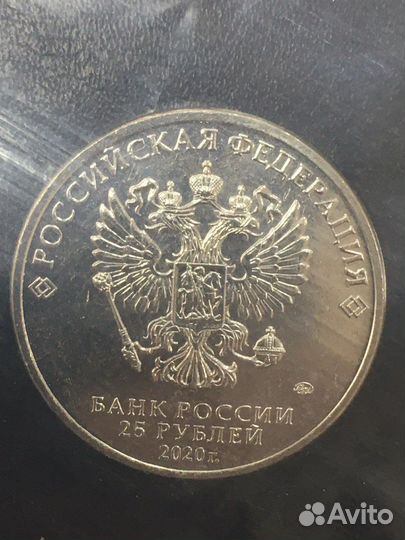 РОССИЙСКАЯ ФЕДЕРАЦИЯ
БАНК РОССИИ
25 РУБЛЕЙ
2020 г.
Avito